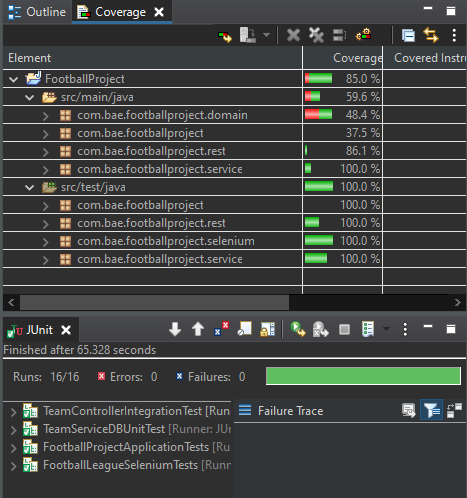 Outline Coverage
Element Coverage Covered Instru
FootballProject 85.0 %
src/main/java 59.6 %
com.bae.footballproject.domain 48.4 %
com.bae.footballproject 37.5 %
com.bae.footballproject.rest 86.1 %
com.bae.footballproject.service 100.0 %
src/test/java 100.0 %
com.bae.footballproject 100.0 %
com.bae.footballproject.rest 100.0 %
com.bae.footballproject.selenium 100.0 %
com.bae.footballproject.service 100.0 %
JUnit
Finished after 65.328 seconds
Runs: 16/16 Errors: 0 Failures: 0
TeamControllerIntegrationTest [Run
TeamServiceDBUnitTest [Runner: JUr
FootballProjectApplicationTests [Ru
FootballLeagueSeleniumTests [Runn
Failure Trace